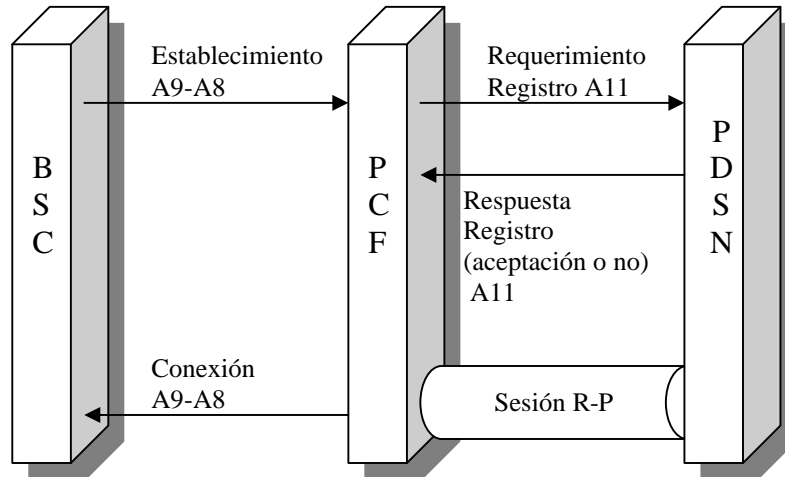 Establecimiento
A9-A8
Requerimiento
Registro A11
B
S
C
P
C
F
P
D
S
N
Respuesta
Registro
(aceptación o no)
A11
Conexión
A9-A8
Sesión R-P